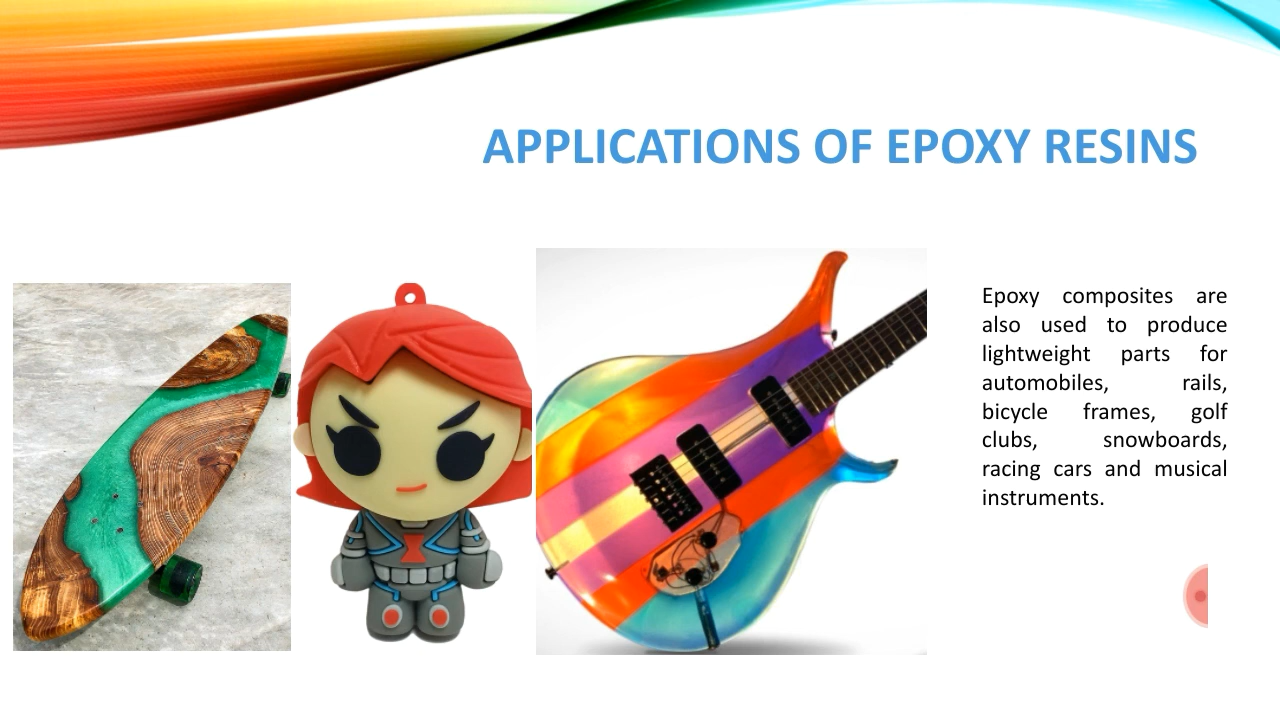 APPLICATIONS OF EPOXY RESINS
Epoxy composites are
also used to produce
lightweight parts for
automobiles, rails,
bicycle frames, golf
clubs, snowboards,
racing cars and musical
instruments.